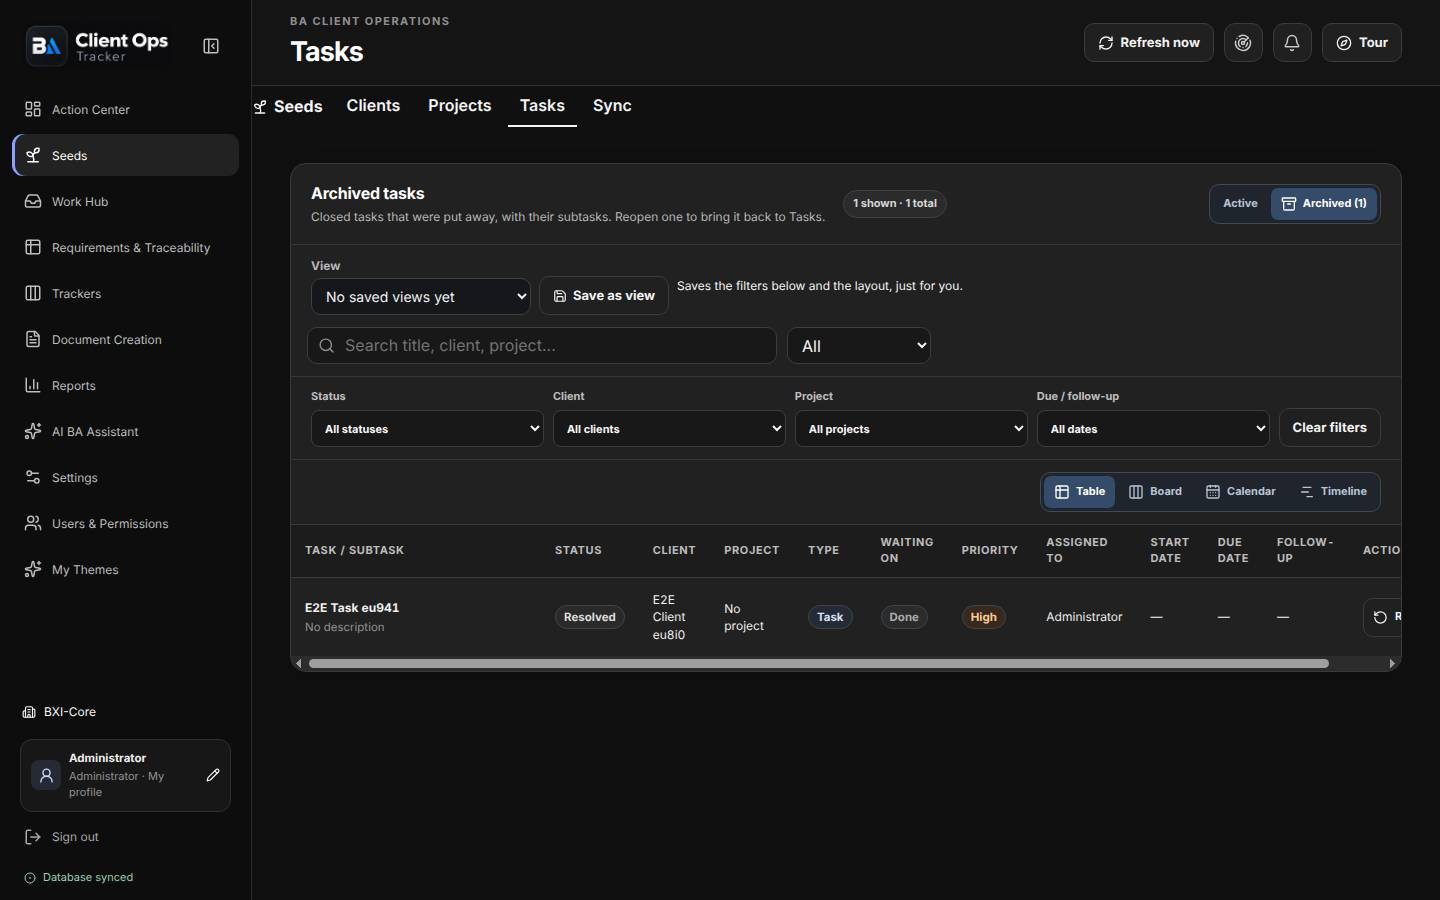 BA Client Ops
Tracker
Action Center
Seeds
Work Hub
Requirements & Traceability
Trackers
Document Creation
Reports
AI BA Assistant
Settings
Users & Permissions
My Themes
BXI-Core
Administrator
Administrator · My
profile
Sign out
Database synced
BA CLIENT OPERATIONS
Tasks
Refresh now
Tour
Seeds Clients Projects Tasks Sync
Archived tasks
Closed tasks that were put away, with their subtasks. Reopen one to bring it back to Tasks.
1 shown · 1 total
Active Archived (1)
View
No saved views yet
Save as view
Saves the filters below and the layout, just for you.
Search title, client, project...
All
Status Client Project Due / follow-up
All statuses All clients All projects All dates Clear filters
Table Board Calendar Timeline
TASK / SUBTASK STATUS CLIENT PROJECT TYPE WAITING ON PRIORITY ASSIGNED TO START DATE DUE DATE FOLLOW-UP
E2E Task eu941
No description
Resolved
E2E
Client
eu8i0
No
project
Task
Done
High
Administrator
—
—
—